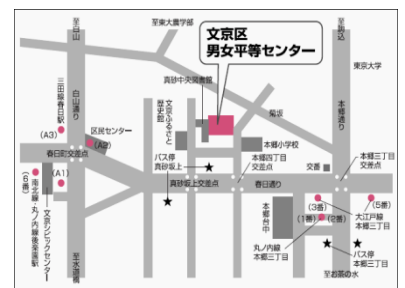 至白山
至東大農学部
至駒込
文京区
男女平等センター
東京大学
白山通り
三田線春日駅
真砂中央図書館
菊坂
本郷通り
文京ふるさと
歴史館
(A3)
区民センター
(A2)
本郷小学校
春日町交差点
バス停
真砂坂上
本郷四丁目
交差点
交番
本郷三丁目
交差点
(6番)
南北線・丸ノ内線後楽園駅
(A1)
真砂坂上交差点
春日通り
文京シビックセンター
本郷台中
(3番)
(5番)
(1番)
(2番)
大江戸線
本郷三丁目
丸ノ内線
本郷三丁目
バス停
本郷三丁目
至水道橋
至お茶の水